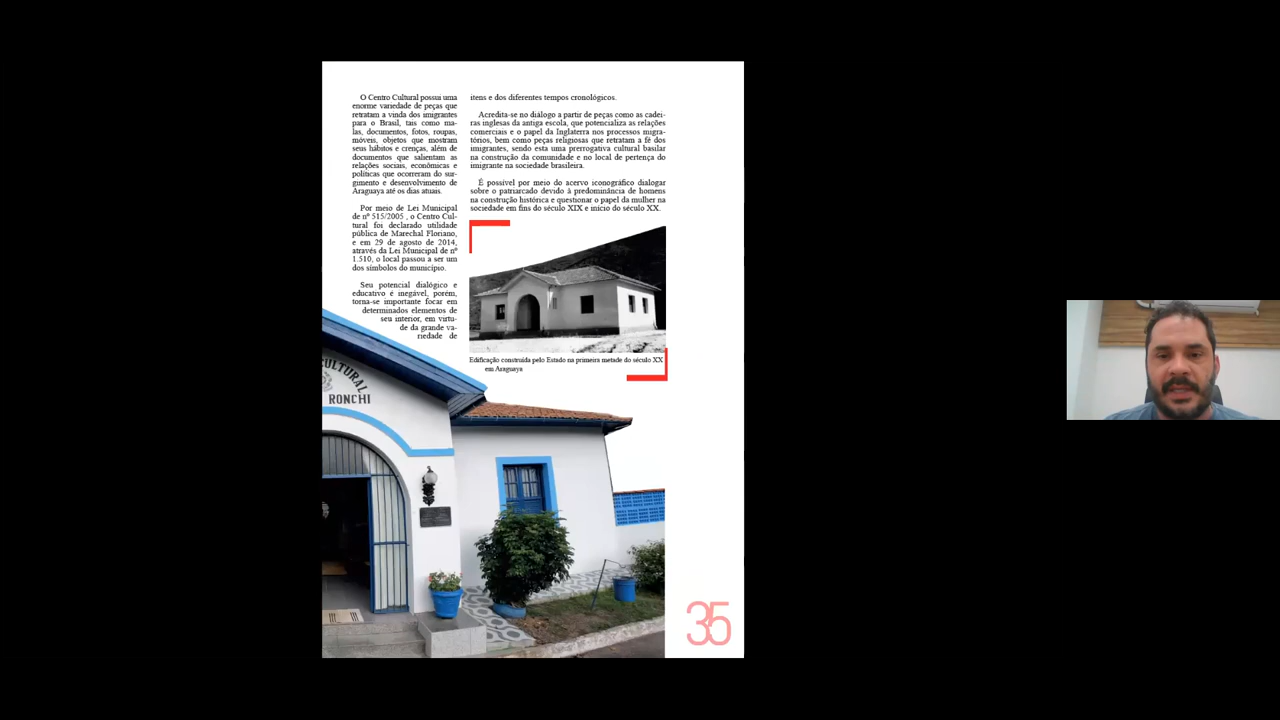 O Centro Cultural possui uma
enorme variedade de peças que
retratam a vinda dos imigrantes
para o Brasil, tais como ma-
las, documentos, fotos, roupas,
móveis, objetos que mostram
seus hábitos e crenças, além de
documentos que salientam as
relações sociais, econômicas e
políticas que ocorreram do sur-
gimento e desenvolvimento de
Araguaya até os dias atuais.
Por meio de Lei Municipal
de nº 515/2005 , o Centro Cul-
tural foi declarado utilidade
pública de Marechal Floriano,
e em 29 de agosto de 2014,
através da Lei Municipal de nº
1.510, o local passou a ser um
dos símbolos do município.
Seu potencial dialógico e
educativo é inegável, porém,
torna-se importante focar em
determinados elementos de
seu interior, em virtu-
de da grande va-
riedade de
itens e dos diferentes tempos cronológicos.
Acredita-se no diálogo a partir de peças como as cadei-
ras inglesas da antiga escola, que potencializa as relações
comerciais e o papel da Inglaterra nos processos migra-
tórios, bem como peças religiosas que retratam a fé dos
imigrantes, sendo esta uma prerrogativa cultural basilar
na construção da comunidade e no local de pertença do
imigrante na sociedade brasileira.
É possível por meio do acervo iconográfico dialogar
sobre o patriarcado devido à predominância de homens
na construção histórica e questionar o papel da mulher na
sociedade em fins do século XIX e início do século XX.
Edificação construída pelo Estado na primeira metade do século XX
em Araguaya
CULTURAL
RONCHI
35